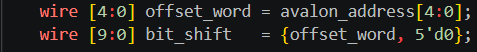 wire [4:0] offset_word = avalon_address[4:0];
wire [9:0] bit_shift = {offset_word, 5'd0};